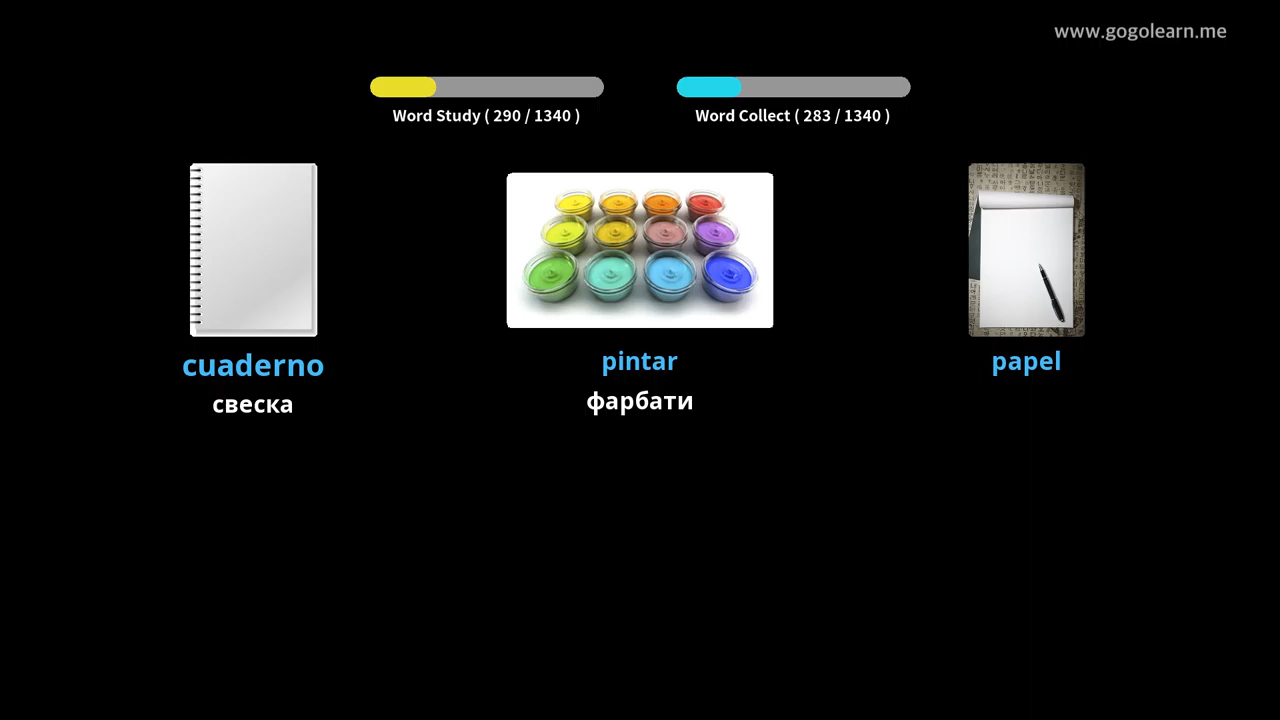 www.gogolearn.me
Word Study ( 290 / 1340 )
Word Collect ( 283 / 1340 )
cuaderno
свеска
pintar
фарбати
papel